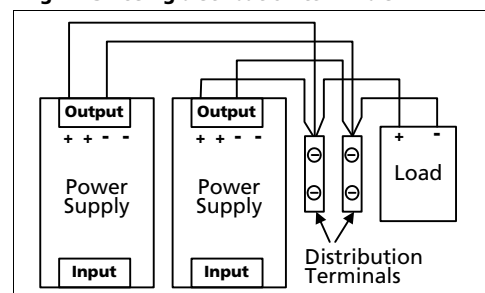 Output
+ + - -
Power
Supply
Input
Output
+ + - -
Power
Supply
Input
+ -
Load
Distribution
Terminals